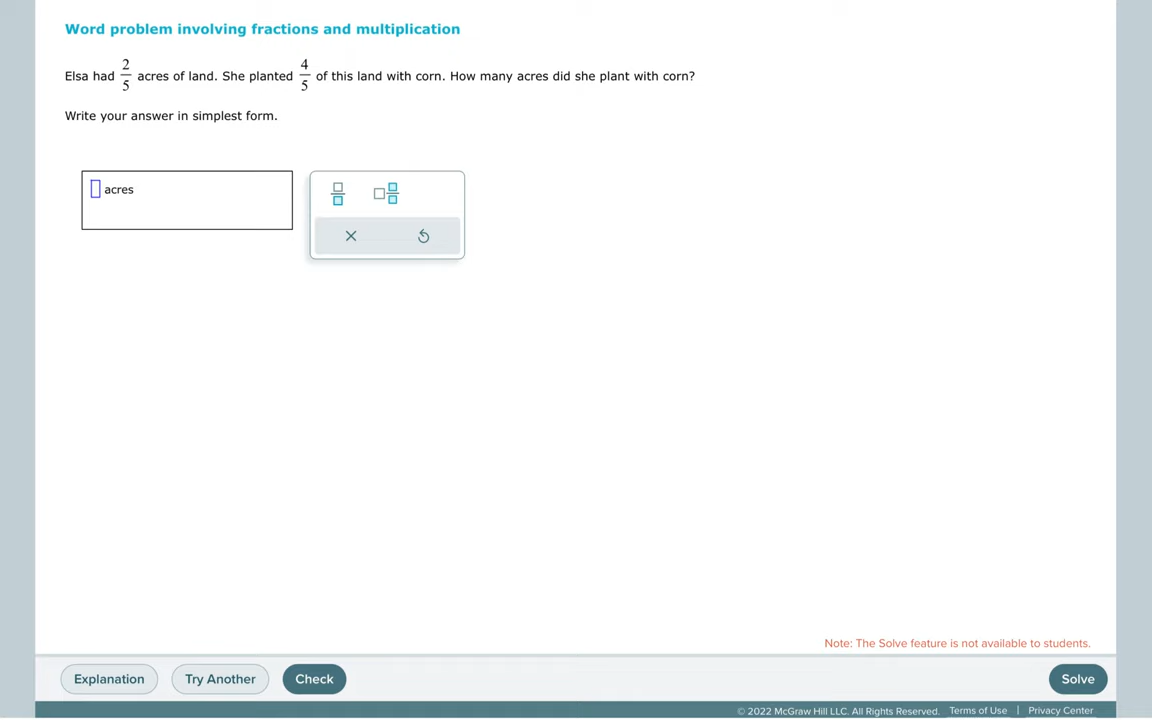 Word problem involving fractions and multiplication
Elsa had 2/5 acres of land. She planted 4/5 of this land with corn. How many acres did she plant with corn?
Write your answer in simplest form.
acres
Note: The Solve feature is not available to students.
Explanation Try Another Check Solve
© 2022 McGraw Hill LLC. All Rights Reserved. Terms of Use | Privacy Center